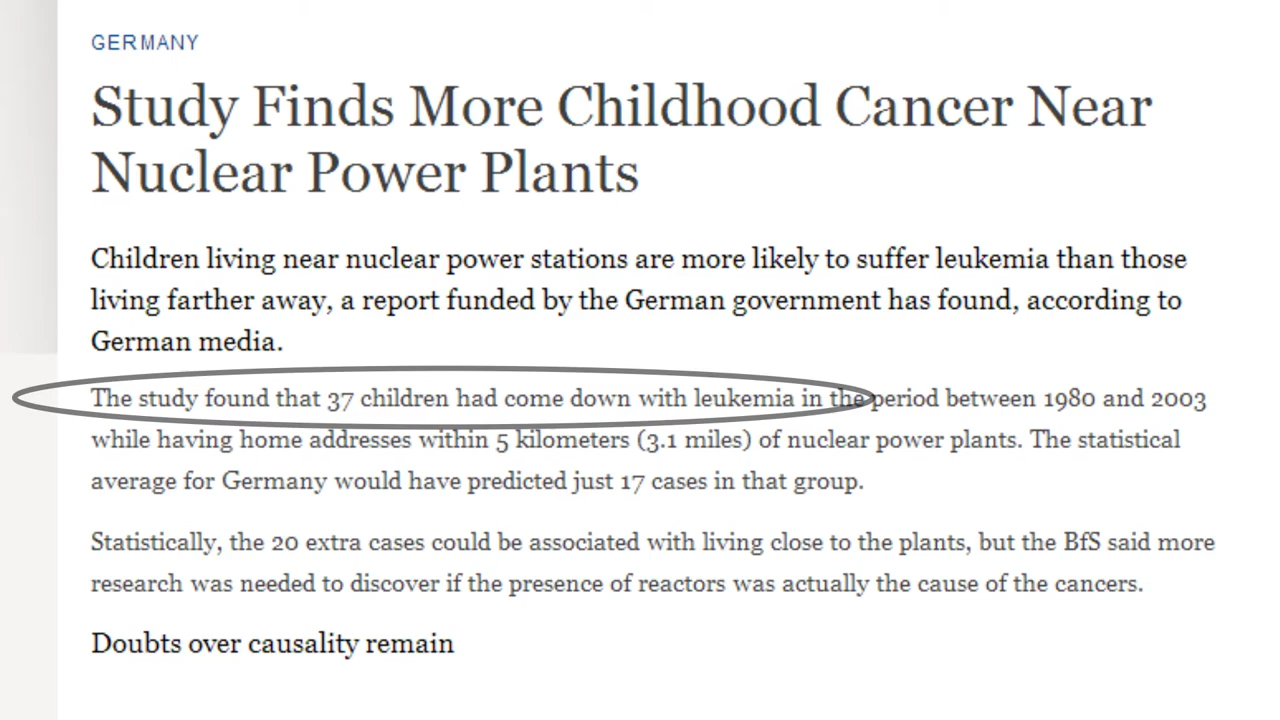 GERMANY
Study Finds More Childhood Cancer Near
Nuclear Power Plants
Children living near nuclear power stations are more likely to suffer leukemia than those
living farther away, a report funded by the German government has found, according to
German media.
The study found that 37 children had come down with leukemia in the period between 1980 and 2003
while having home addresses within 5 kilometers (3.1 miles) of nuclear power plants. The statistical
average for Germany would have predicted just 17 cases in that group.
Statistically, the 20 extra cases could be associated with living close to the plants, but the BfS said more
research was needed to discover if the presence of reactors was actually the cause of the cancers.
Doubts over causality remain